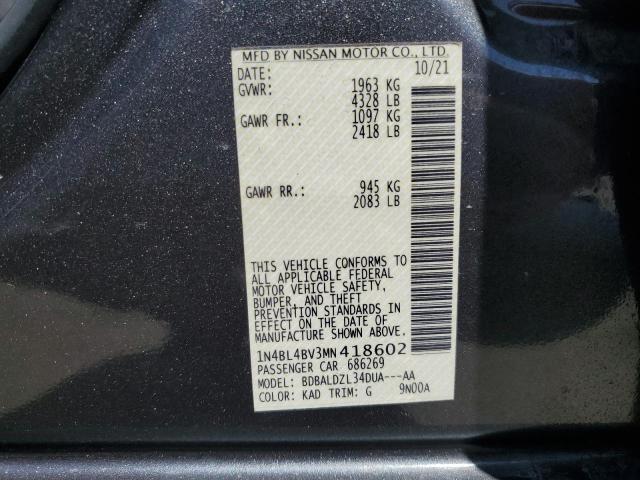 MFD BY NISSAN MOTOR CO., LTD.
DATE: 10/21
GVWR: 1963 KG
4328 LB
GAWR FR.: 1097 KG
2418 LB
GAWR RR.: 945 KG
2083 LB
THIS VEHICLE CONFORMS TO
ALL APPLICABLE FEDERAL
MOTOR VEHICLE SAFETY,
BUMPER, AND THEFT
PREVENTION STANDARDS IN
EFFECT ON THE DATE OF
MANUFACTURE SHOWN ABOVE.
1N4BL4BV3MN418602
PASSENGER CAR 686269
MODEL: BDBALDZL34DUA---AA
COLOR: KAD TRIM: G 9N00A